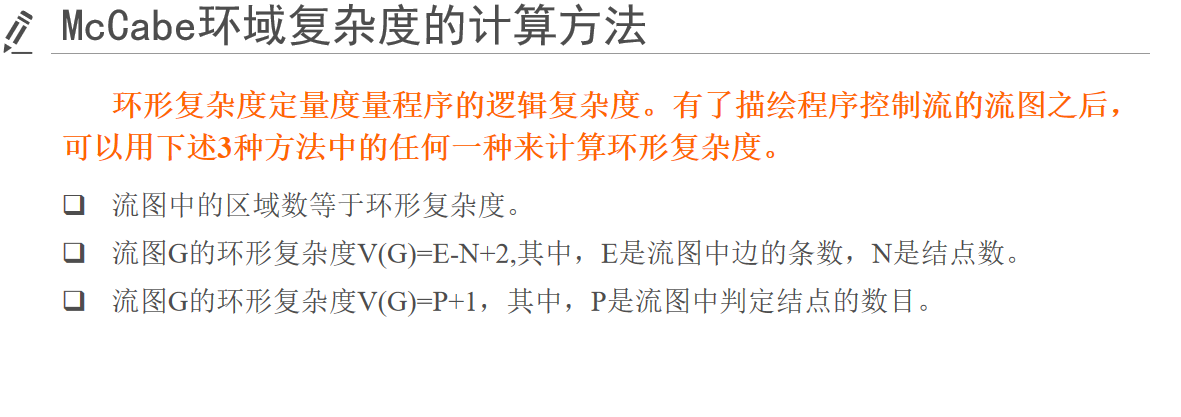 McCabe环域复杂度的计算方法
环形复杂度定量度量程序的逻辑复杂度。有了描绘程序控制流的流图之后，
可以用下述3种方法中的任何一种来计算环形复杂度。
流图中的区域数等于环形复杂度。
流图G的环形复杂度V(G)=E-N+2,其中，E是流图中边的条数，N是结点数。
流图G的环形复杂度V(G)=P+1，其中，P是流图中判定结点的数目。